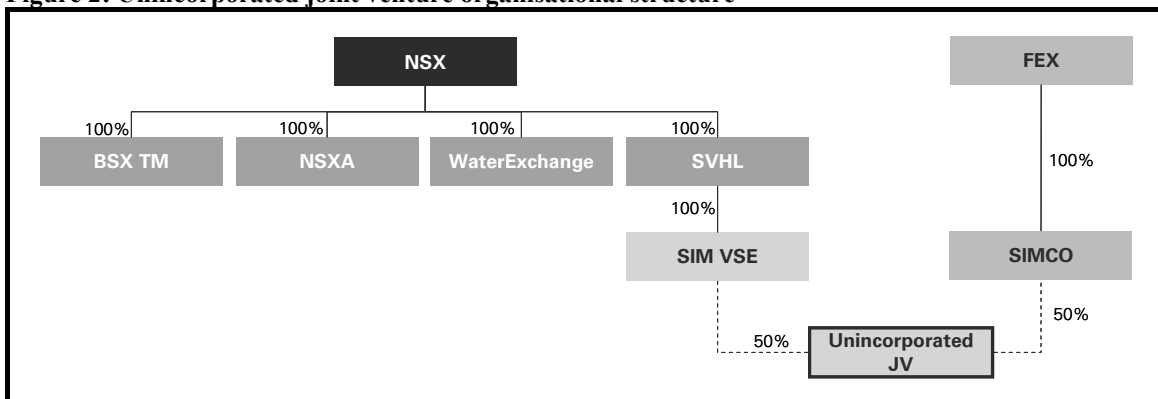 Figure 2: Unincorporated joint venture organisational structure
NSX
FEX
100%
100%
100%
100%
BSX TM
NSXA
WaterExchange
SVHL
100%
100%
SIM VSE
SIMCO
50%
50%
Unincorporated
JV